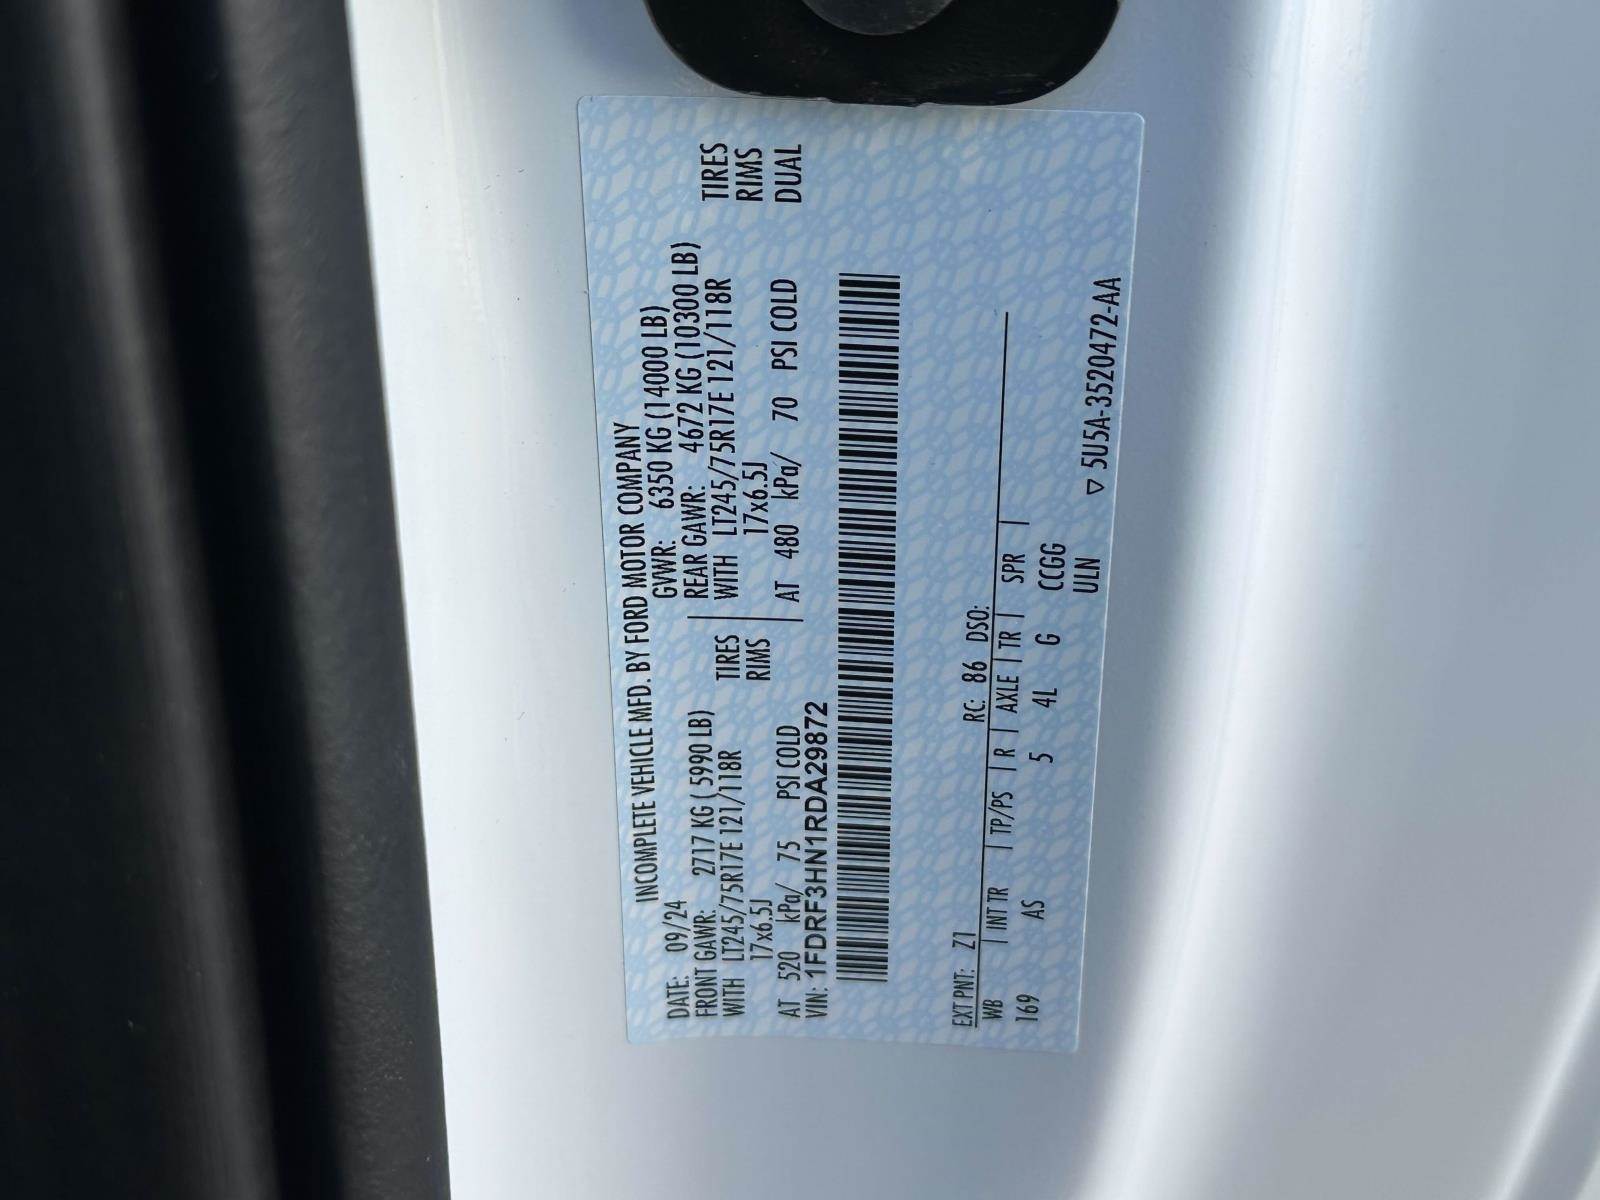 INCOMPLETE VEHICLE MFD. BY FORD MOTOR COMPANY
DATE: 09/24 GVWR: 6350 KG (14000 LB)
FRONT GAWR: 2717 KG ( 5990 LB) REAR GAWR: 4672 KG (10300 LB)
WITH LT245/75R17E 121/118R TIRES WITH LT245/75R17E 121/118R TIRES
17x6.5J RIMS 17x6.5J RIMS
AT 520 kPa/ 75 PSI COLD AT 480 kPa/ 70 PSI COLD DUAL
VIN: 1FDRF3HN1RDA29872
EXT PNT: Z1 RC: 86 DSO:
WB | INT TR | TP/PS | R | AXLE | TR | SPR |
169 AS 5 4L G CCGG
ULN
▽ 5U5A-3520472-AA